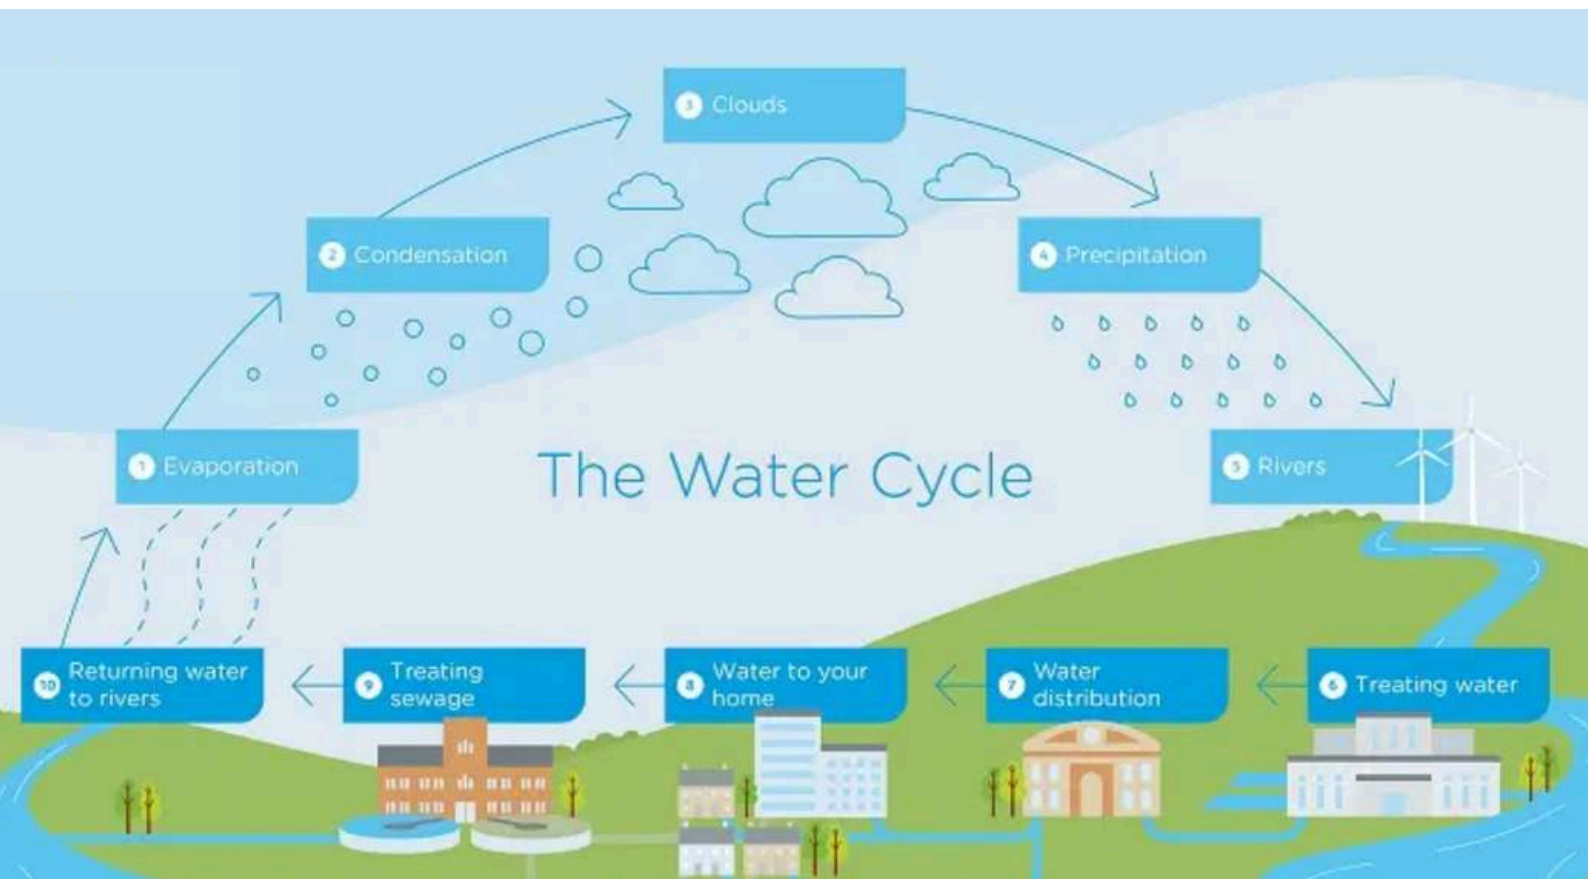 3 Clouds
2 Condensation
4 Precipitation
1 Evaporation
The Water Cycle
5 Rivers
10 Returning water
to rivers
9 Treating
sewage
8 Water to your
home
7 Water
distribution
6 Treating water